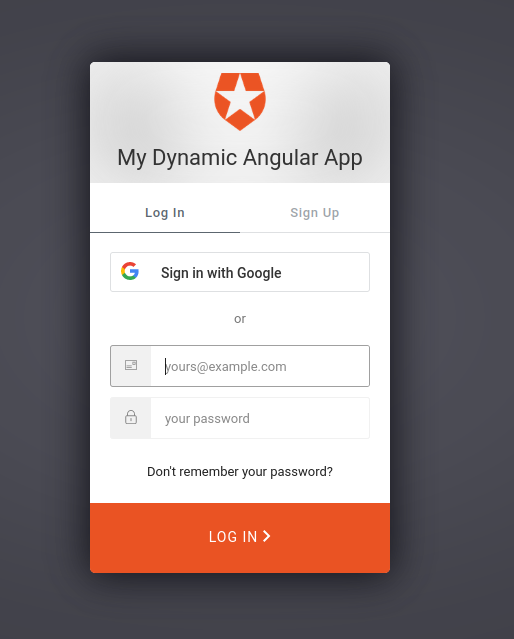 My Dynamic Angular App
Log In
Sign Up
Sign in with Google
or
yours@example.com
your password
Don't remember your password?
LOG IN